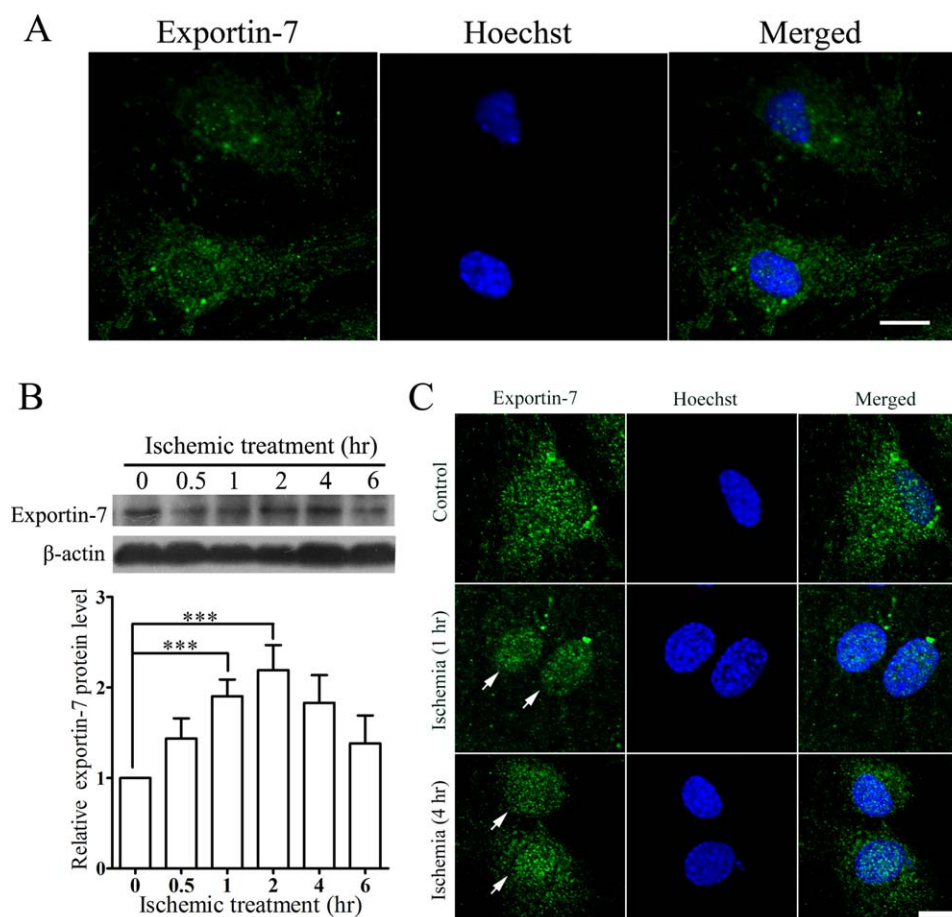 A
Exportin-7 Hoechst Merged
B
Ischemic treatment (hr)
0 0.5 1 2 4 6
Exportin-7
β-actin
Relative exportin-7 protein level
3
2
1
0
***
***
0 0.5 1 2 4 6
Ischemic treatment (hr)
C
Exportin-7 Hoechst Merged
Control
Ischemia (1 hr)
Ischemia (4 hr)